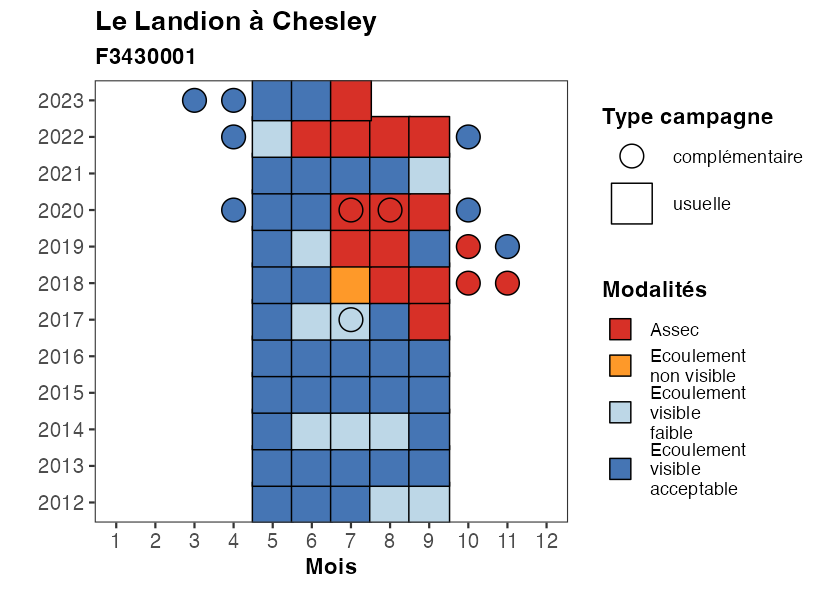 Le Landion à Chesley
F3430001
2023
2022
2021
2020
2019
2018
2017
2016
2015
2014
2013
2012
1 2 3 4 5 6 7 8 9 10 11 12
Mois
Type campagne
complémentaire
usuelle
Modalités
Assec
Ecoulement
non visible
Ecoulement
visible
faible
Ecoulement
visible
acceptable